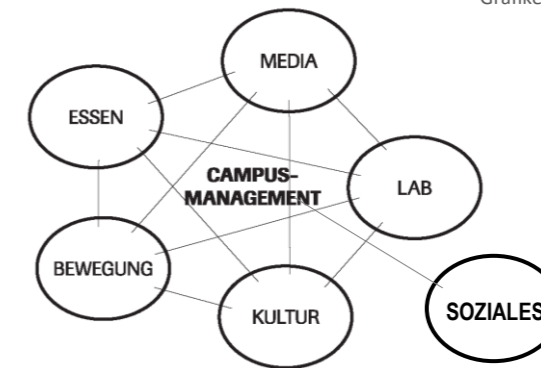 MEDIA
ESSEN
CAMPUS-
MANAGEMENT
LAB
BEWEGUNG
KULTUR
SOZIALES